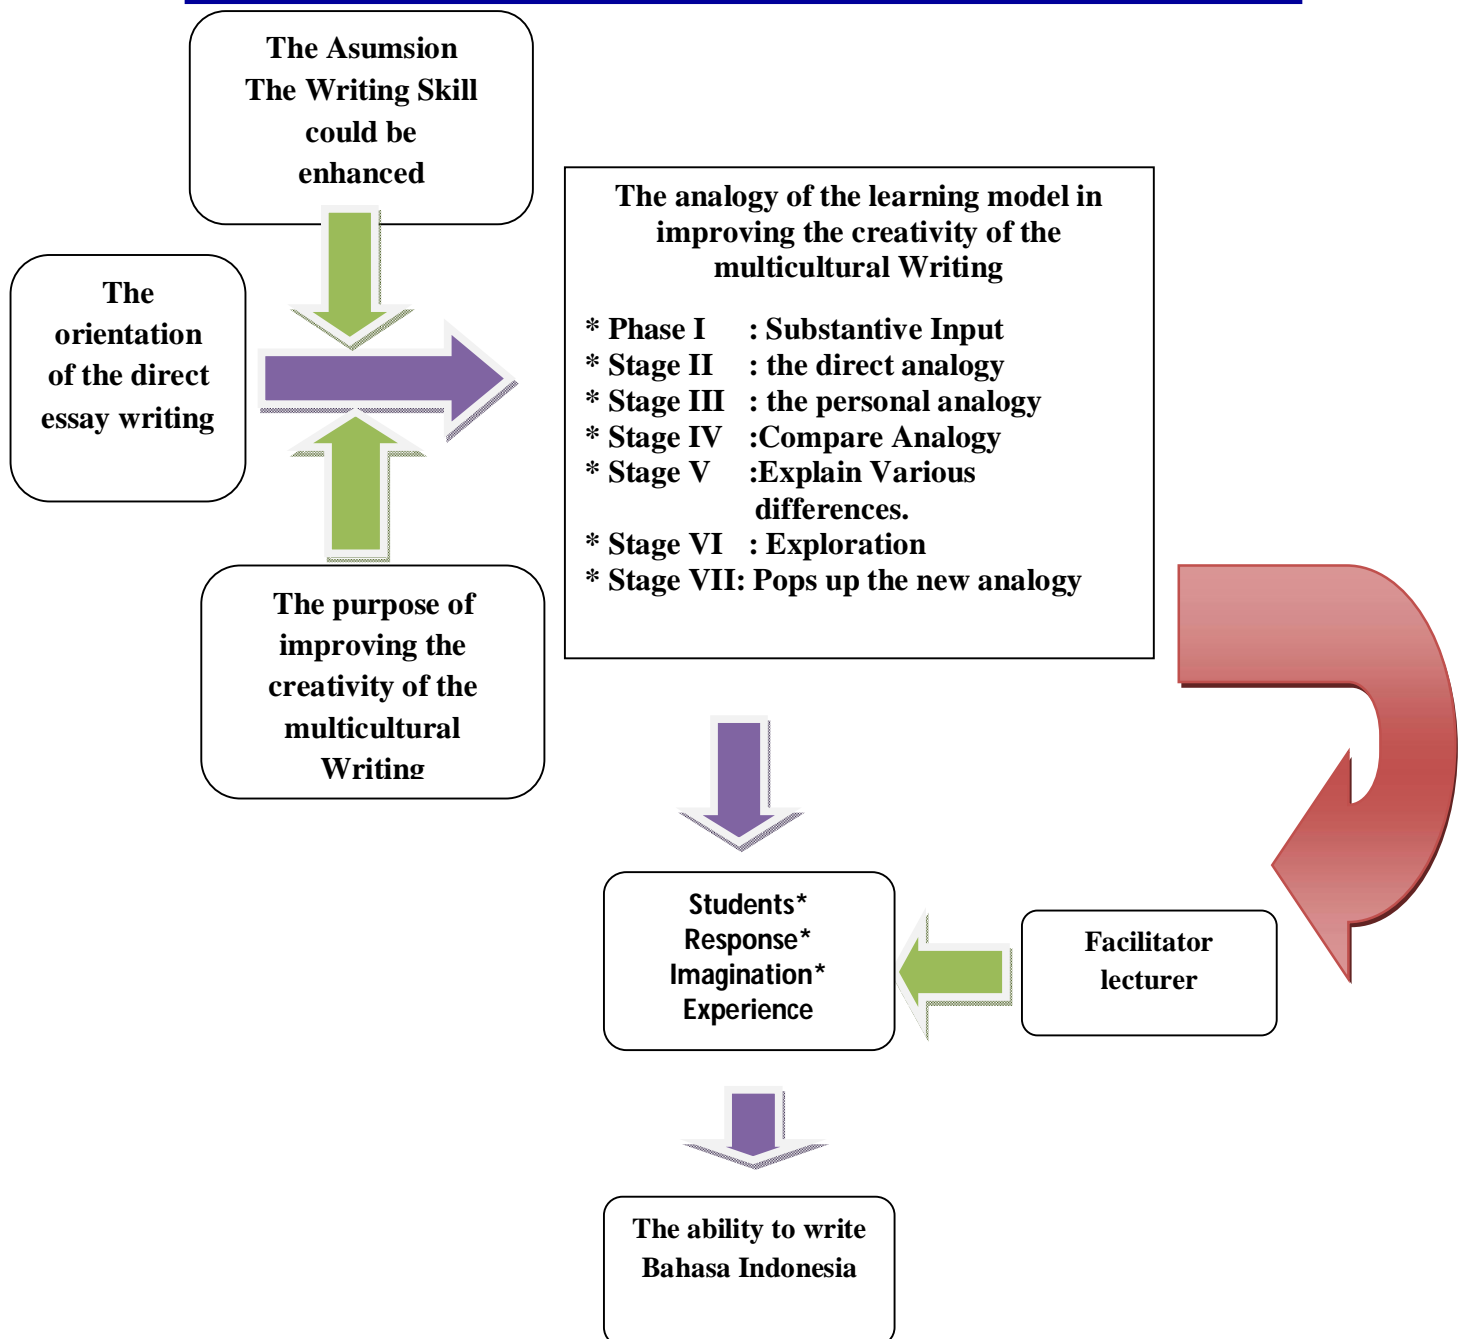 The Asumsion
The Writing Skill
could be
enhanced
The
orientation
of the direct
essay writing
The purpose of
improving the
creativity of the
multicultural
Writing
The analogy of the learning model in
improving the creativity of the
multicultural Writing
* Phase I : Substantive Input
* Stage II : the direct analogy
* Stage III : the personal analogy
* Stage IV :Compare Analogy
* Stage V :Explain Various
differences.
* Stage VI : Exploration
* Stage VII: Pops up the new analogy
Students*
Response*
Imagination*
Experience
Facilitator
lecturer
The ability to write
Bahasa Indonesia